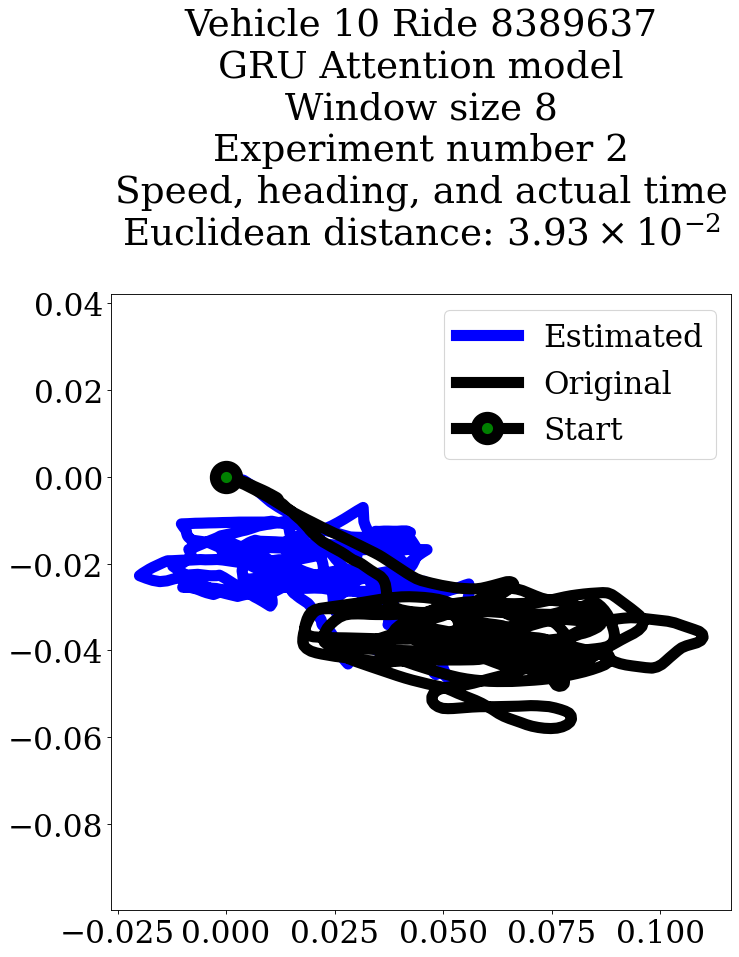 Vehicle 10 Ride 8389637
GRU Attention model
Window size 8
Experiment number 2
Speed, heading, and actual time
Euclidean distance: 3.93 × 10⁻²
Estimated
Original
Start
0.04
0.02
0.00
−0.02
−0.04
−0.06
−0.08
−0.025 0.000 0.025 0.050 0.075 0.100